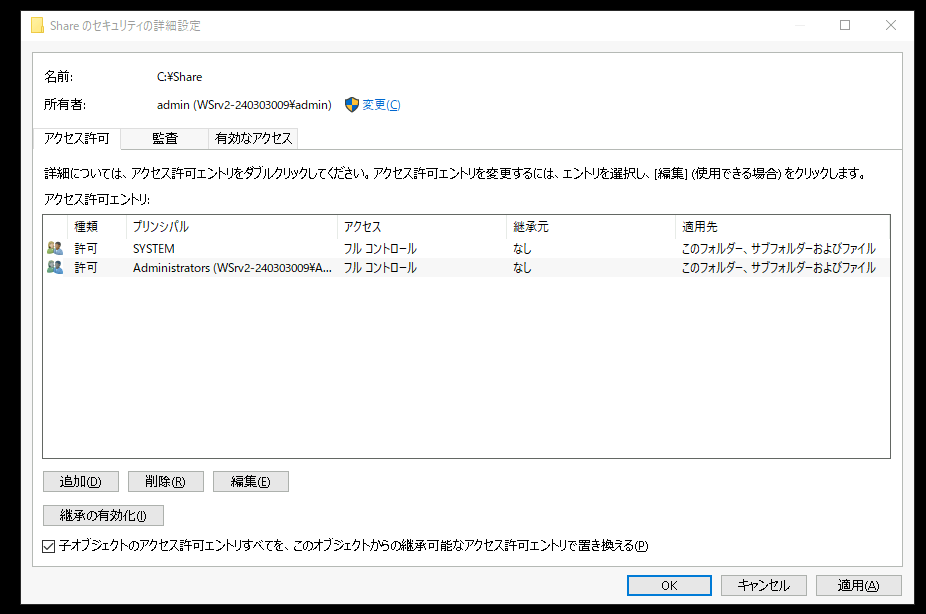 Share のセキュリティの詳細設定
名前: C:¥Share
所有者: admin (WSrv2-240303009¥admin) 変更(C)
アクセス許可 監査 有効なアクセス
詳細については、アクセス許可エントリをダブルクリックしてください。アクセス許可エントリを変更するには、エントリを選択し、[編集] (使用できる場合) をクリックします。
アクセス許可エントリ:
種類 プリンシパル アクセス 継承元 適用先
許可 SYSTEM フル コントロール なし このフォルダー、サブフォルダーおよびファイル
許可 Administrators (WSrv2-240303009¥A... フル コントロール なし このフォルダー、サブフォルダーおよびファイル
追加(D) 削除(R) 編集(E)
継承の有効化(I)
子オブジェクトのアクセス許可エントリすべてを、このオブジェクトからの継承可能なアクセス許可エントリで置き換える(P)
OK キャンセル 適用(A)